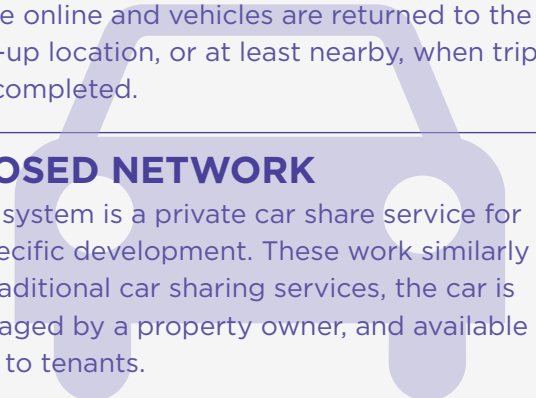 e online and vehicles are returned to the
-up location, or at least nearby, when trip
completed.
OSED NETWORK
system is a private car share service for
ecific development. These work similarly
aditional car sharing services, the car is
aged by a property owner, and available
to tenants.